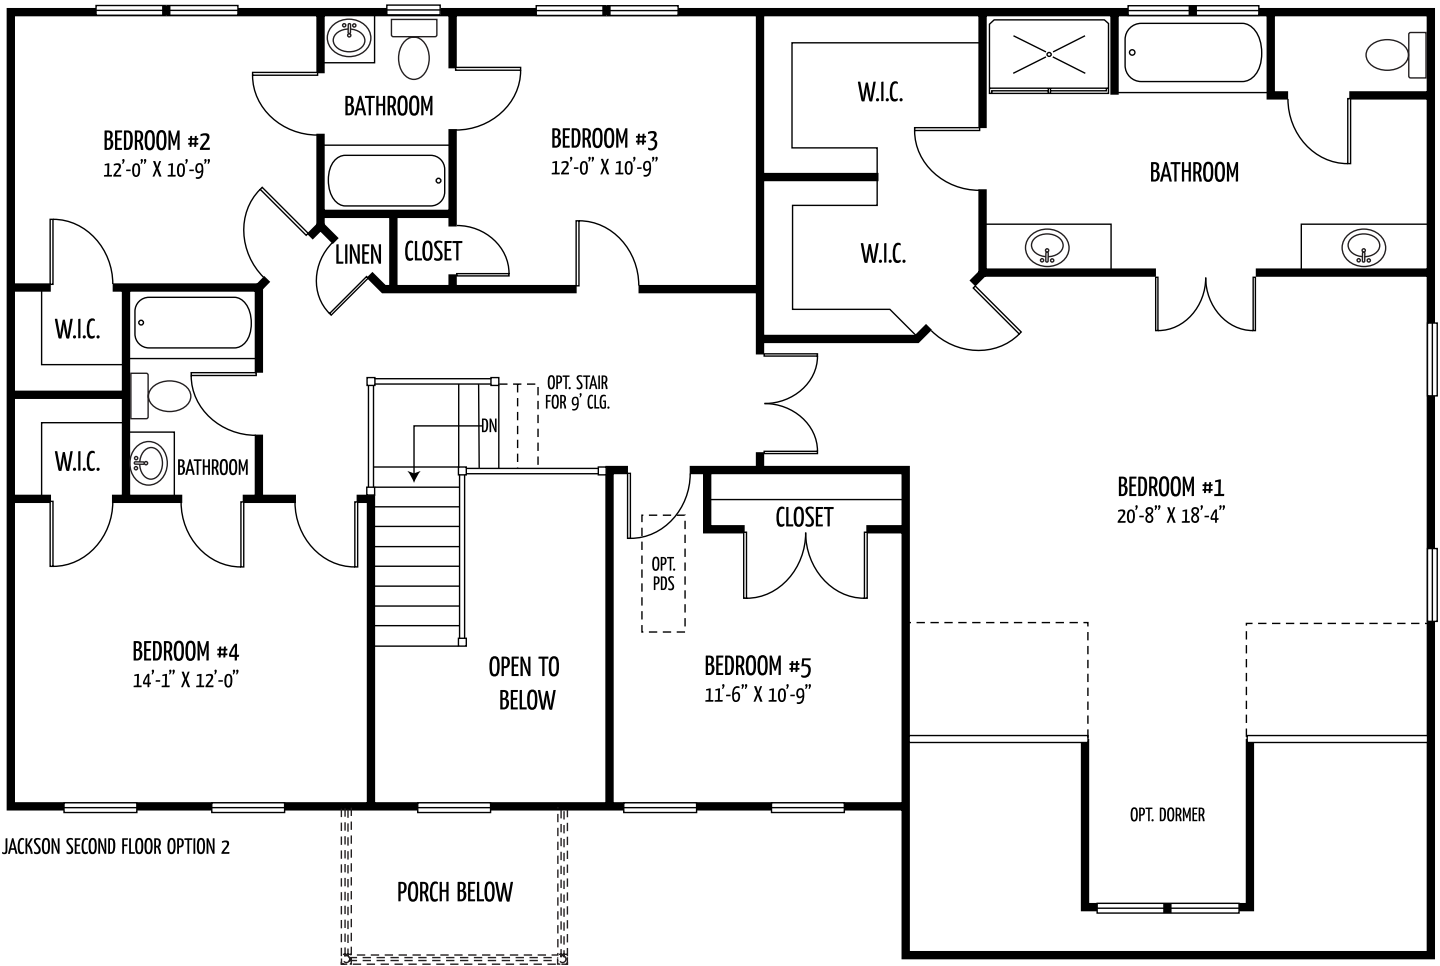 W.I.C.
BATHROOM
BEDROOM #2
12'-0" X 10'-9"
BEDROOM #3
12'-0" X 10'-9"
BATHROOM
LINEN
CLOSET
W.I.C.
W.I.C.
OPT. STAIR
FOR 9' CLG.
DN
W.I.C.
BATHROOM
BEDROOM #1
20'-8" X 18'-4"
CLOSET
OPT.
PDS
BEDROOM #4
14'-1" X 12'-0"
OPEN TO
BELOW
BEDROOM #5
11'-6" X 10'-9"
OPT. DORMER
JACKSON SECOND FLOOR OPTION 2
PORCH BELOW